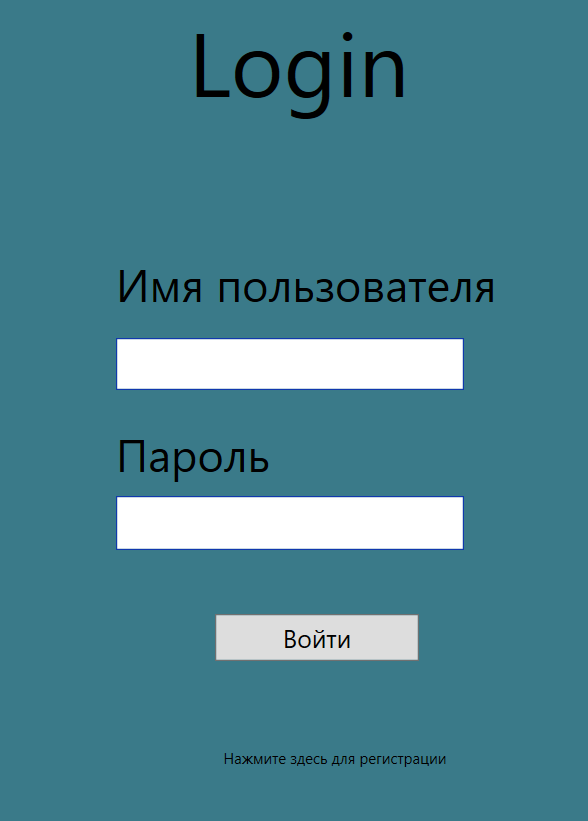 Login
Имя пользователя
Пароль
Войти
Нажмите здесь для регистрации